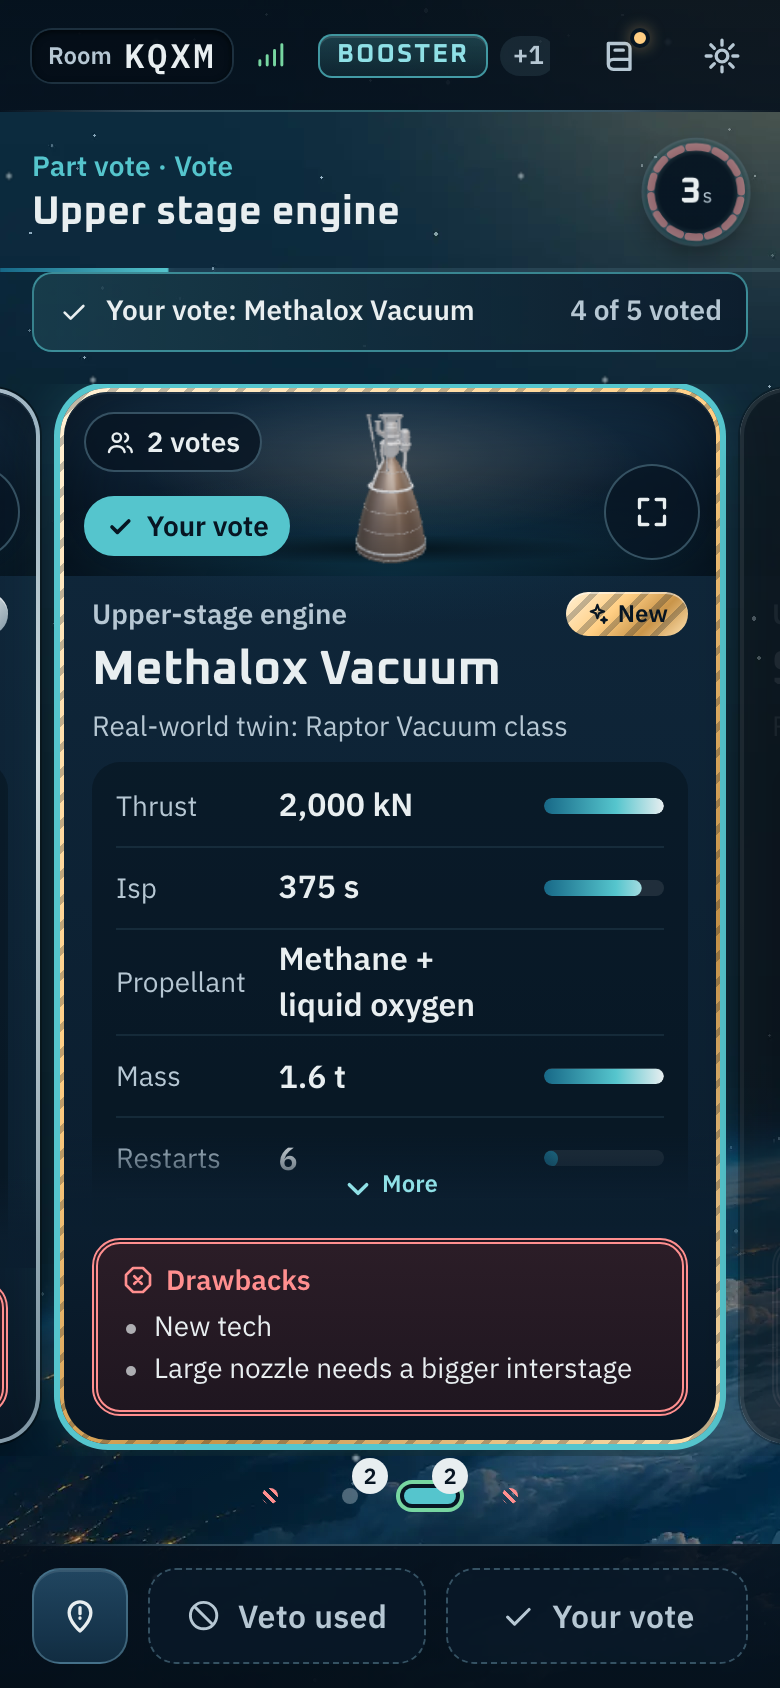 Room KQXM
BOOSTER
+1
Part vote · Vote
Upper stage engine
3 s
Your vote: Methalox Vacuum
4 of 5 voted
2 votes
Your vote
Upper-stage engine
New
Methalox Vacuum
Real-world twin: Raptor Vacuum class
Thrust 2,000 kN
Isp 375 s
Propellant Methane +
liquid oxygen
Mass 1.6 t
Restarts 6
More
Drawbacks
New tech
Large nozzle needs a bigger interstage
2 2
Veto used
Your vote